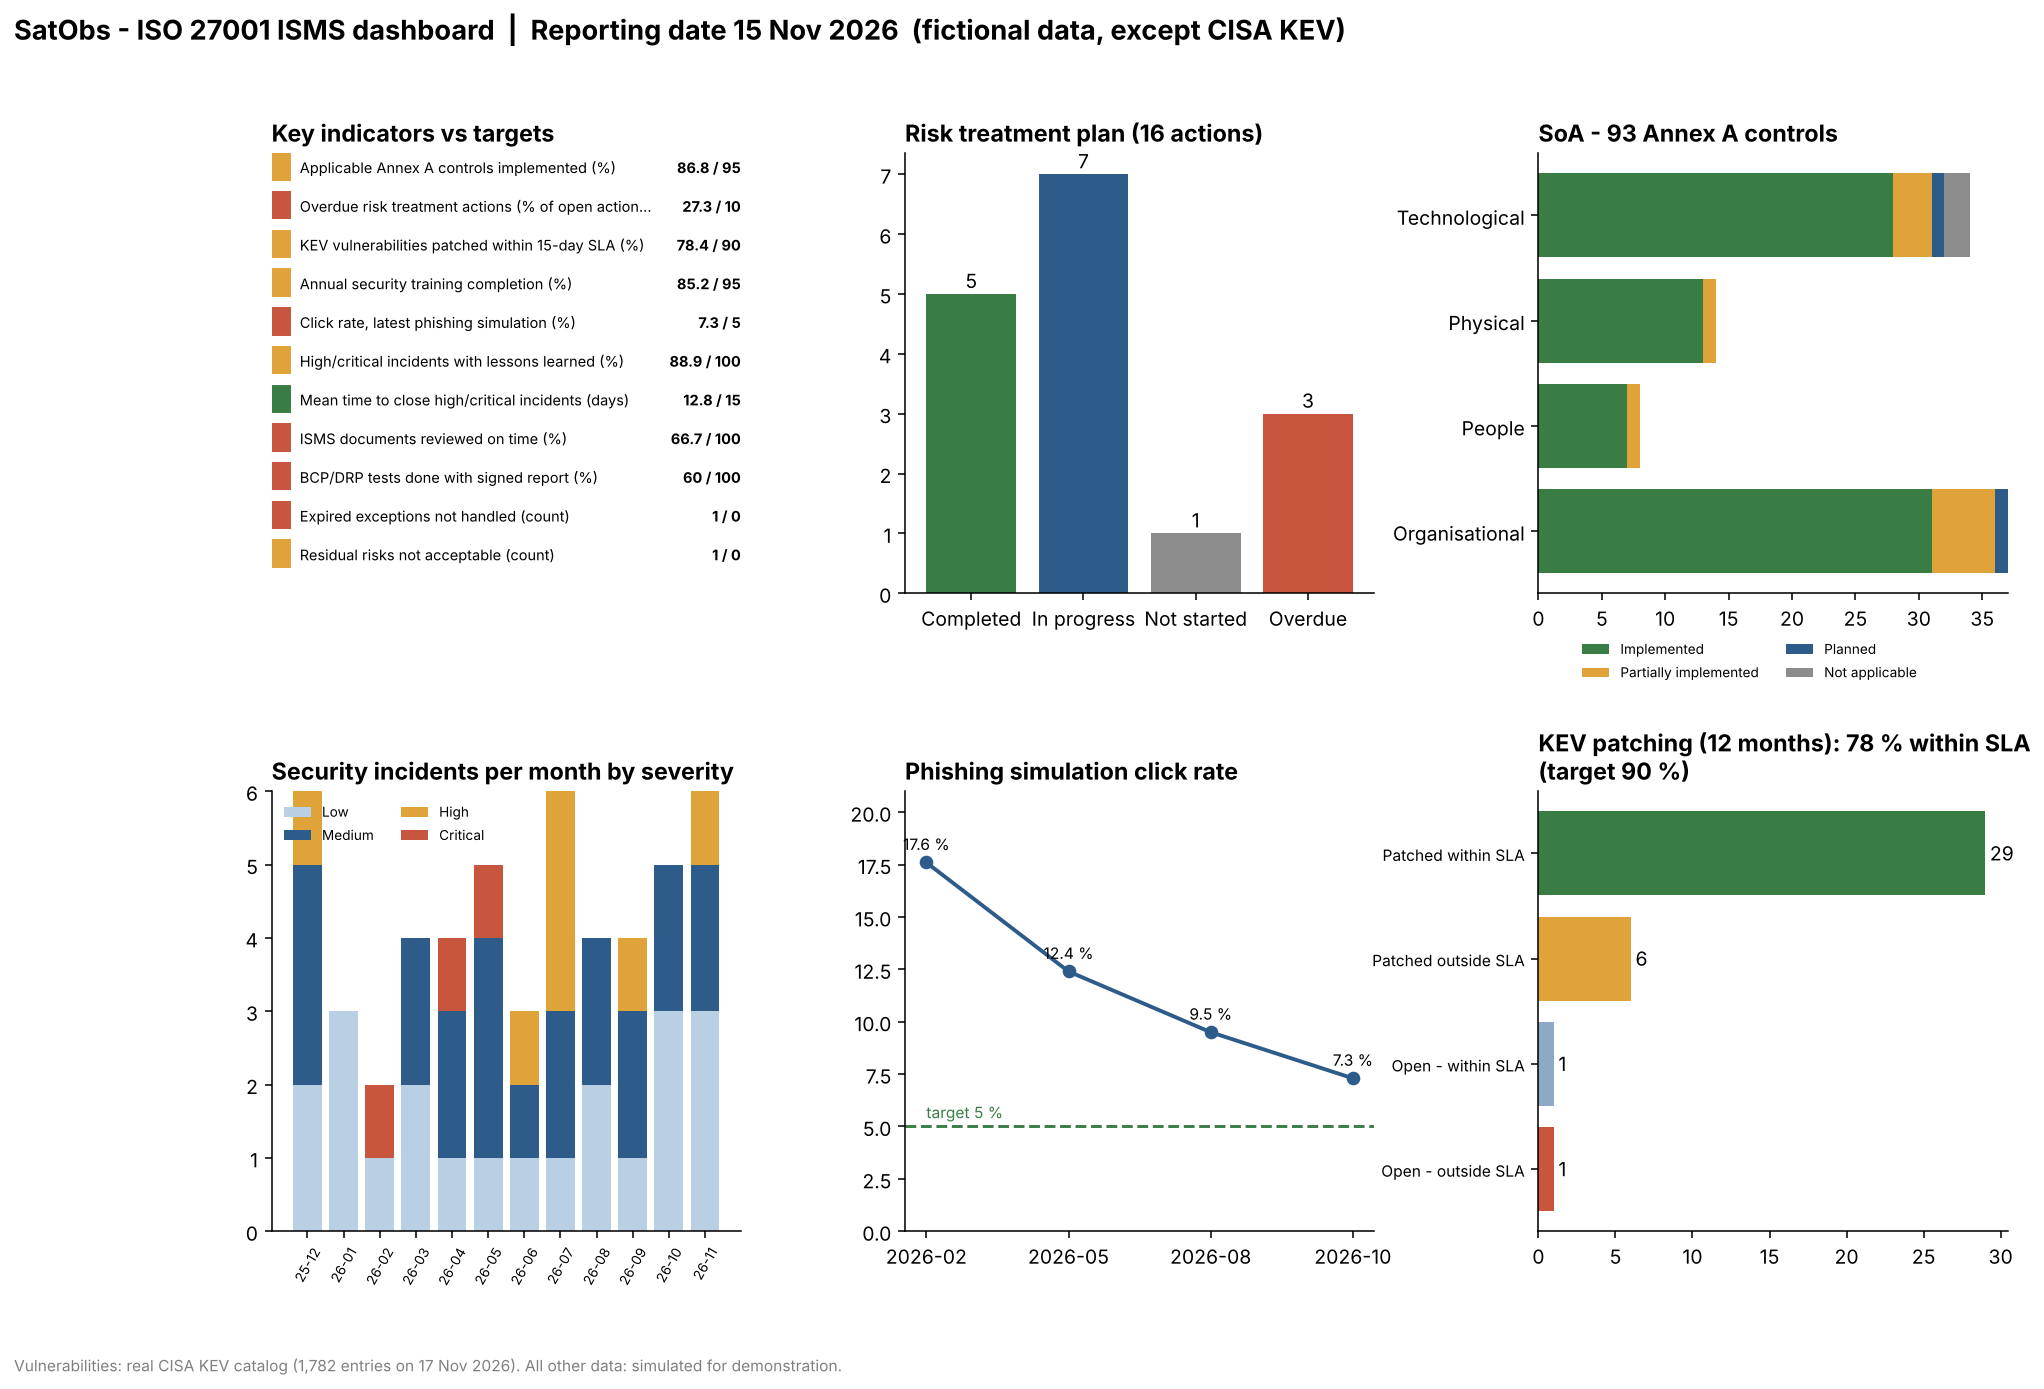 SatObs - ISO 27001 ISMS dashboard | Reporting date 15 Nov 2026 (fictional data, except CISA KEV)
Key indicators vs targets
Applicable Annex A controls implemented (%) 86.8 / 95
Overdue risk treatment actions (% of open action... 27.3 / 10
KEV vulnerabilities patched within 15-day SLA (%) 78.4 / 90
Annual security training completion (%) 85.2 / 95
Click rate, latest phishing simulation (%) 7.3 / 5
High/critical incidents with lessons learned (%) 88.9 / 100
Mean time to close high/critical incidents (days) 12.8 / 15
ISMS documents reviewed on time (%) 66.7 / 100
BCP/DRP tests done with signed report (%) 60 / 100
Expired exceptions not handled (count) 1 / 0
Residual risks not acceptable (count) 1 / 0
Risk treatment plan (16 actions)
7
6
5
4
3
2
1
0
5
7
1
3
Completed In progress Not started Overdue
SoA - 93 Annex A controls
Technological
Physical
People
Organisational
0 5 10 15 20 25 30 35
Implemented Planned
Partially implemented Not applicable
Security incidents per month by severity
6
5
4
3
2
1
0
Low High
Medium Critical
25-12 26-01 26-02 26-03 26-04 26-05 26-06 26-07 26-08 26-09 26-10 26-11
Phishing simulation click rate
20.0
17.5
15.0
12.5
10.0
7.5
5.0
2.5
0.0
17.6 %
12.4 %
9.5 %
7.3 %
target 5 %
2026-02 2026-05 2026-08 2026-10
KEV patching (12 months): 78 % within SLA
(target 90 %)
Patched within SLA 29
Patched outside SLA 6
Open - within SLA 1
Open - outside SLA 1
0 5 10 15 20 25 30
Vulnerabilities: real CISA KEV catalog (1,782 entries on 17 Nov 2026). All other data: simulated for demonstration.